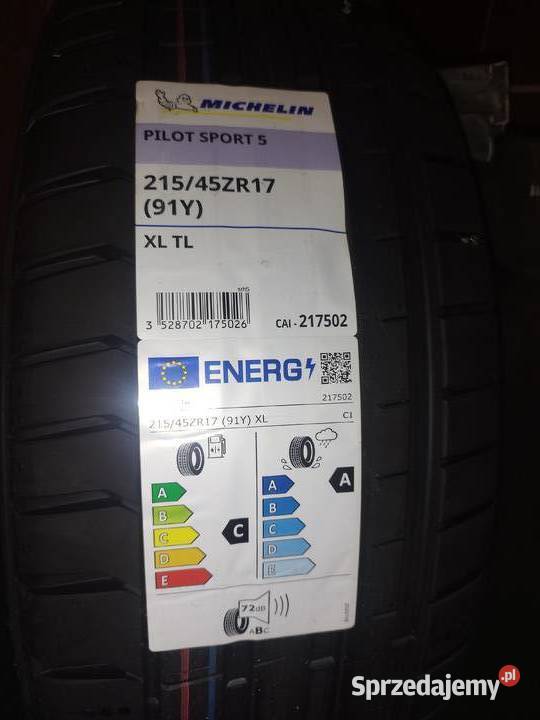 MICHELIN
PILOT SPORT 5
215/45ZR17
(91Y)
XL TL
3 528702 175026
CAI - 217502
ENERG
217502
215/45ZR17 (91Y) XL C1
A
B
C
D
E
C
A
B
C
D
E
A
72dB
ABC
Sprzedajemy.pl